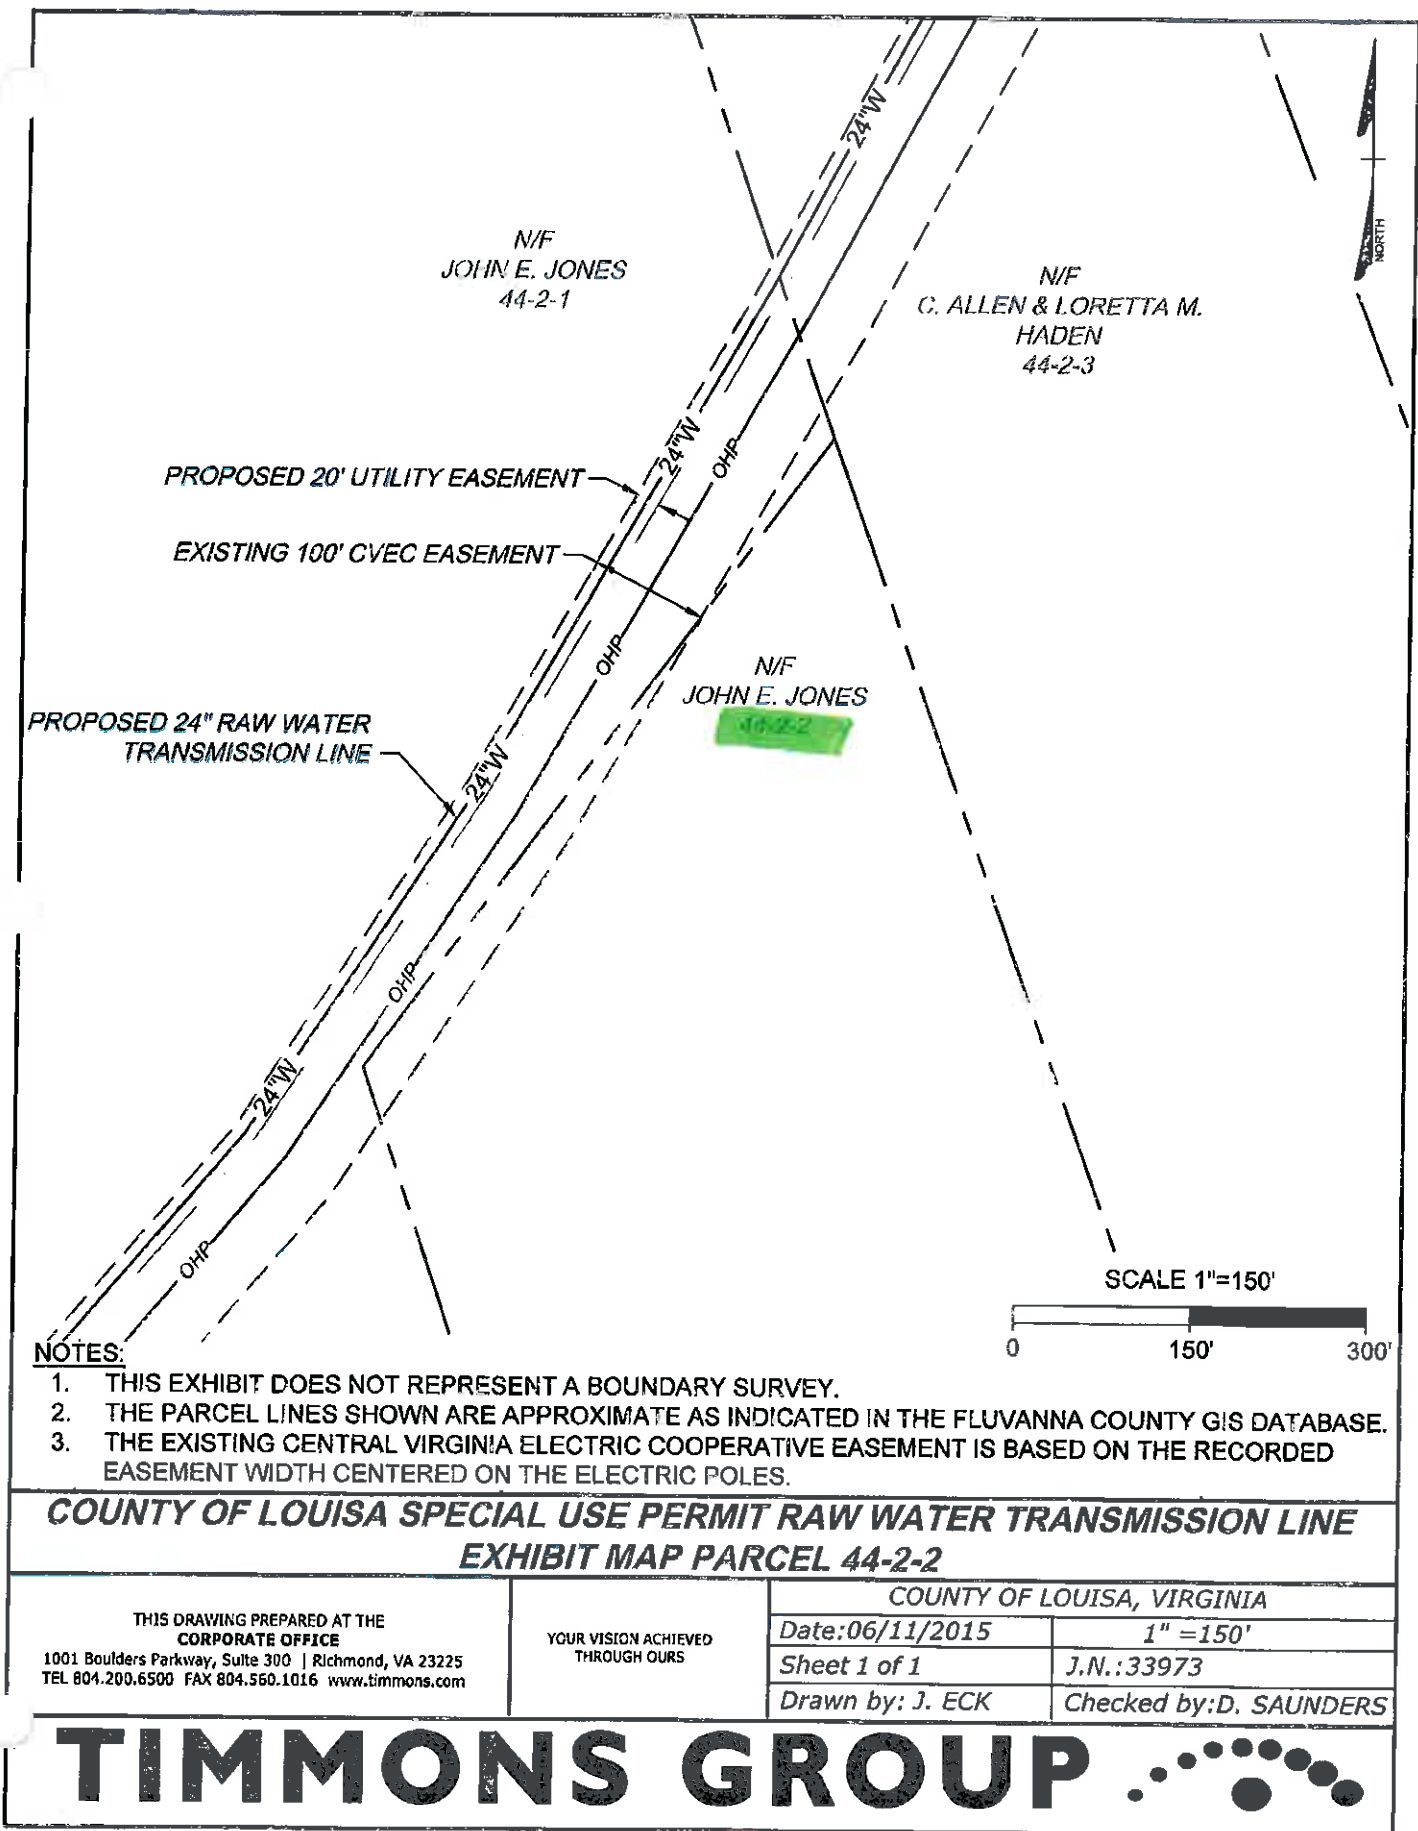 24"W
NORTH
N/F
JOHN E. JONES
44-2-1
N/F
C. ALLEN & LORETTA M.
HADEN
44-2-3
24"W
OHP
PROPOSED 20' UTILITY EASEMENT
EXISTING 100' CVEC EASEMENT
OHP
N/F
JOHN E. JONES
44-2-2
PROPOSED 24" RAW WATER
TRANSMISSION LINE
24"W
OHP
24"W
OHP
SCALE 1"=150'
0 150' 300'
NOTES:
1. THIS EXHIBIT DOES NOT REPRESENT A BOUNDARY SURVEY.
2. THE PARCEL LINES SHOWN ARE APPROXIMATE AS INDICATED IN THE FLUVANNA COUNTY GIS DATABASE.
3. THE EXISTING CENTRAL VIRGINIA ELECTRIC COOPERATIVE EASEMENT IS BASED ON THE RECORDED
EASEMENT WIDTH CENTERED ON THE ELECTRIC POLES.
COUNTY OF LOUISA SPECIAL USE PERMIT RAW WATER TRANSMISSION LINE
EXHIBIT MAP PARCEL 44-2-2
THIS DRAWING PREPARED AT THE
CORPORATE OFFICE
1001 Boulders Parkway, Suite 300 | Richmond, VA 23225
TEL 804.200.6500 FAX 804.560.1016 www.timmons.com
YOUR VISION ACHIEVED
THROUGH OURS
COUNTY OF LOUISA, VIRGINIA
Date:06/11/2015 1" =150'
Sheet 1 of 1 J.N.:33973
Drawn by: J. ECK Checked by:D. SAUNDERS
TIMMONS GROUP